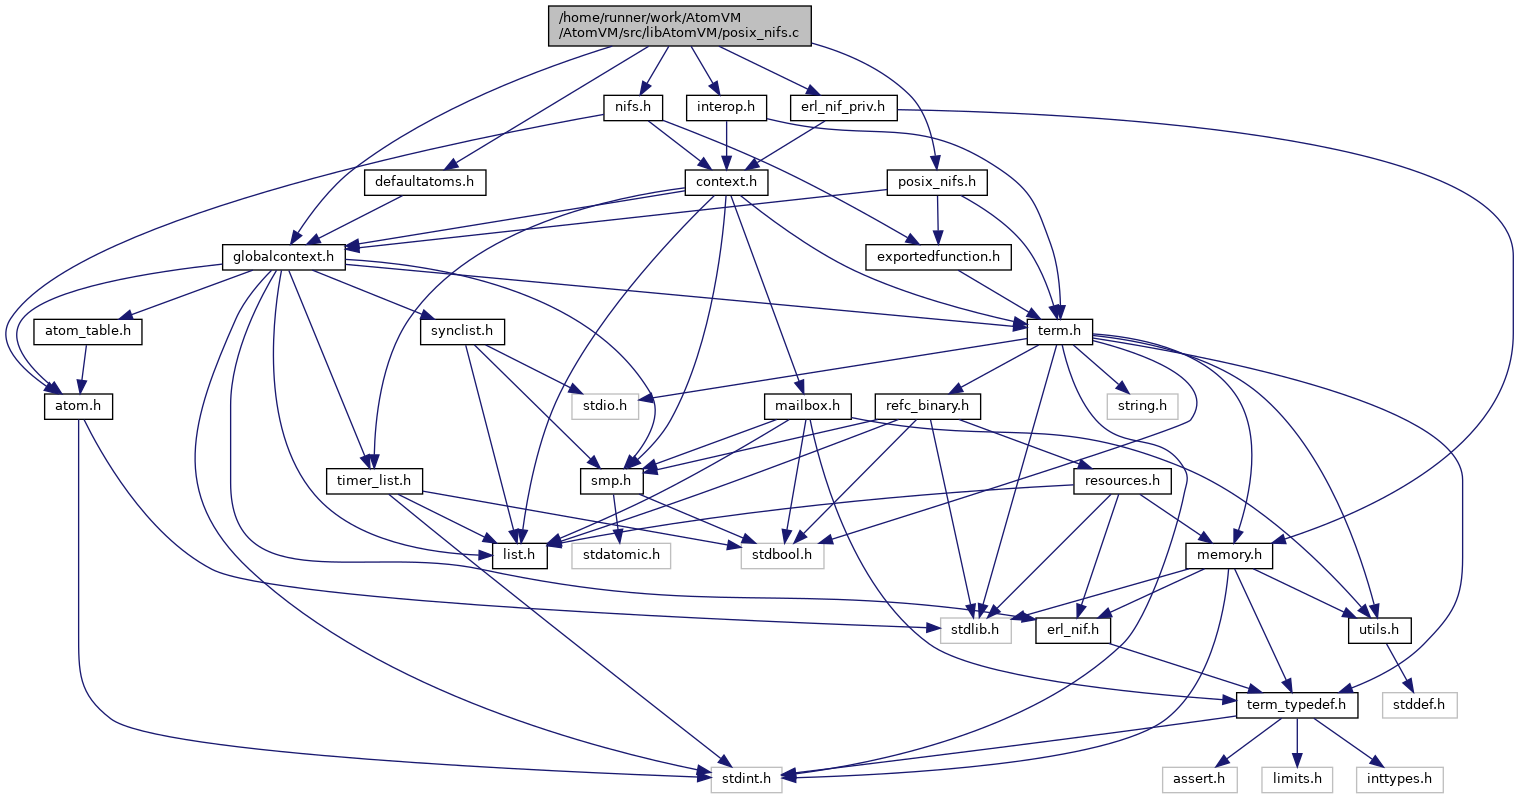 /home/runner/work/AtomVM
/AtomVM/src/libAtomVM/posix_nifs.c
nifs.h
interop.h
erl_nif_priv.h
defaultatoms.h
context.h
posix_nifs.h
globalcontext.h
exportedfunction.h
atom_table.h
synclist.h
term.h
atom.h
stdio.h
mailbox.h
refc_binary.h
string.h
timer_list.h
smp.h
resources.h
list.h
stdatomic.h
stdbool.h
memory.h
stdlib.h
erl_nif.h
utils.h
term_typedef.h
stddef.h
stdint.h
assert.h
limits.h
inttypes.h